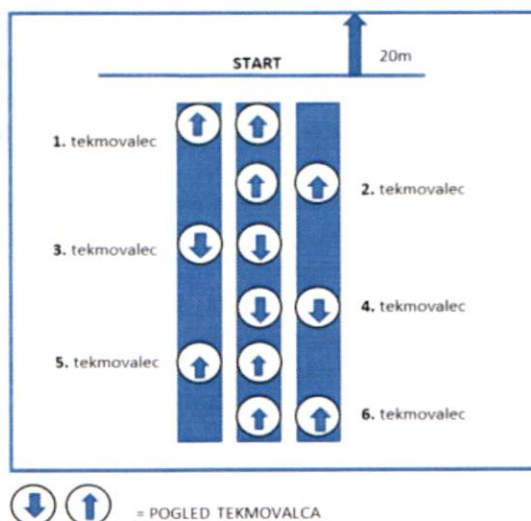 START
20m
1. tekmovalec
2. tekmovalec
3. tekmovalec
4. tekmovalec
5. tekmovalec
6. tekmovalec
= POGLED TEKMOVALCA